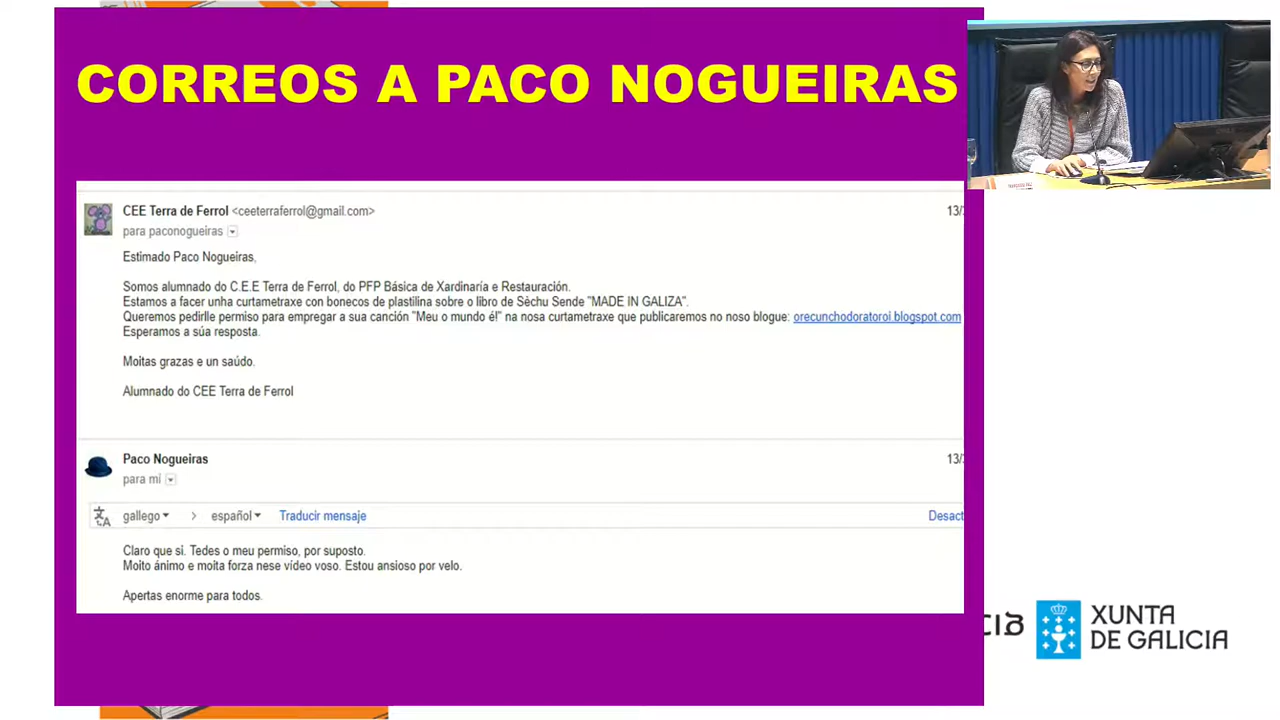 CORREOS A PACO NOGUEIRAS
CEE Terra de Ferrol <ceeterraferrol@gmail.com>
13/
para paconogueiras
Estimado Paco Nogueiras,
Somos alumnado do C.E.E Terra de Ferrol, do PFP Básica de Xardinaría e Restauración.
Estamos a facer unha curtametraxe con bonecos de plastilina sobre o libro de Sèchu Sende "MADE IN GALIZA".
Queremos pedirlle permiso para empregar a sua canción "Meu o mundo é!" na nosa curtametraxe que publicaremos no noso blogue: orecunchodoratoroi.blogspot.com
Esperamos a súa resposta.
Moitas grazas e un saúdo.
Alumnado do CEE Terra de Ferrol
Paco Nogueiras
13/
para mí
gallego > español Traducir mensaje
Desact
Claro que si. Tedes o meu permiso, por suposto.
Moito ánimo e moita forza nese vídeo voso. Estou ansioso por velo.
Apertas enorme para todos.
XUNTA
DE GALICIA